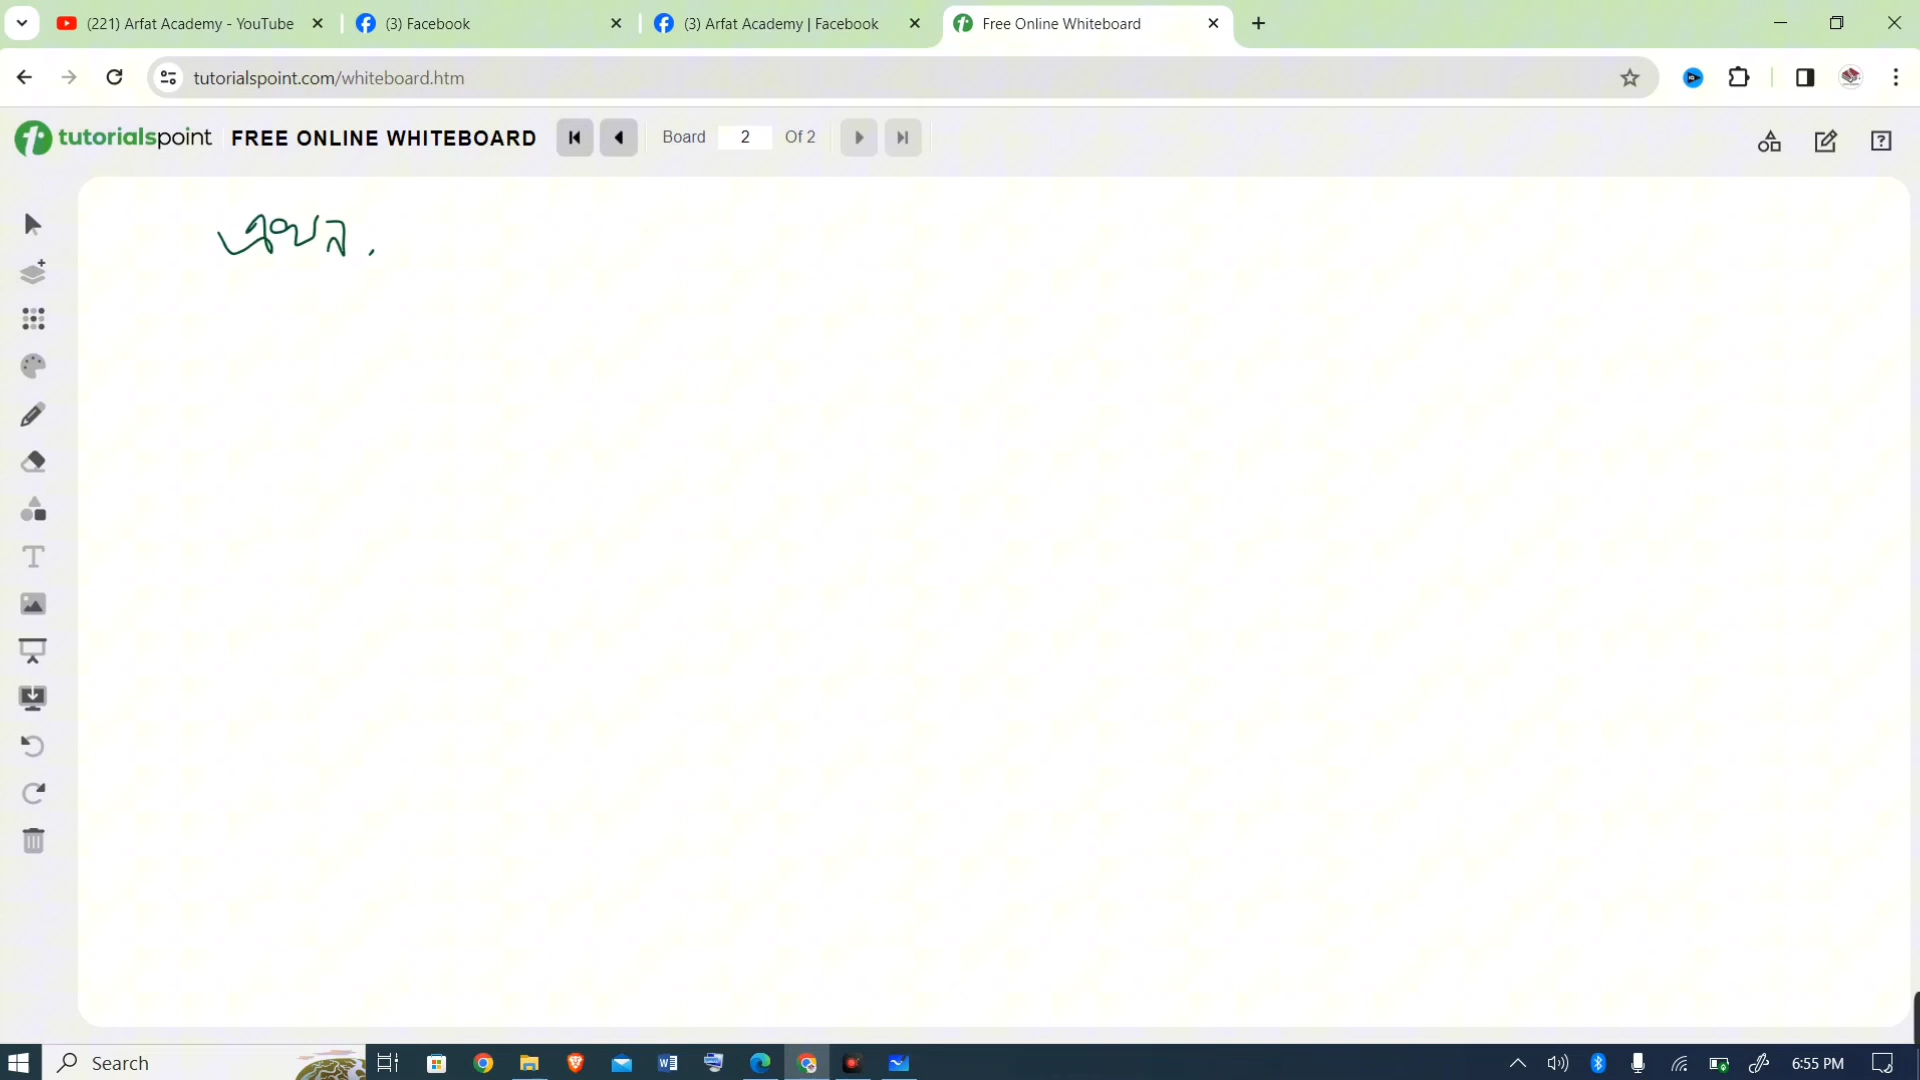 (221) Arfat Academy - YouTube
(3) Facebook
(3) Arfat Academy | Facebook
Free Online Whiteboard
tutorialspoint.com/whiteboard.htm
tutorialspoint FREE ONLINE WHITEBOARD Board 2 Of 2
Search
6:55 PM